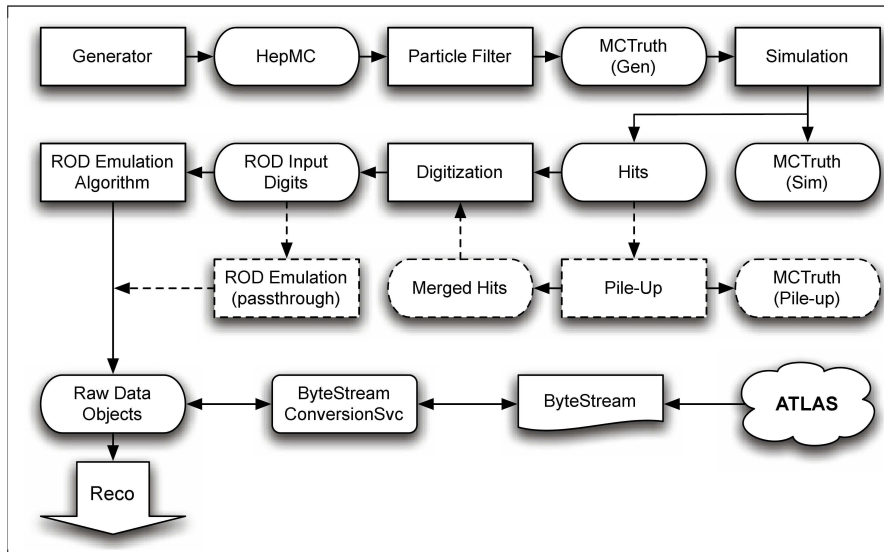 Generator
HepMC
Particle Filter
MCTruth
(Gen)
Simulation
ROD Emulation
Algorithm
ROD Input
Digits
Digitization
Hits
MCTruth
(Sim)
ROD Emulation
(passthrough)
Merged Hits
Pile-Up
MCTruth
(Pile-up)
Raw Data
Objects
ByteStream
ConversionSvc
ByteStream
ATLAS
Reco